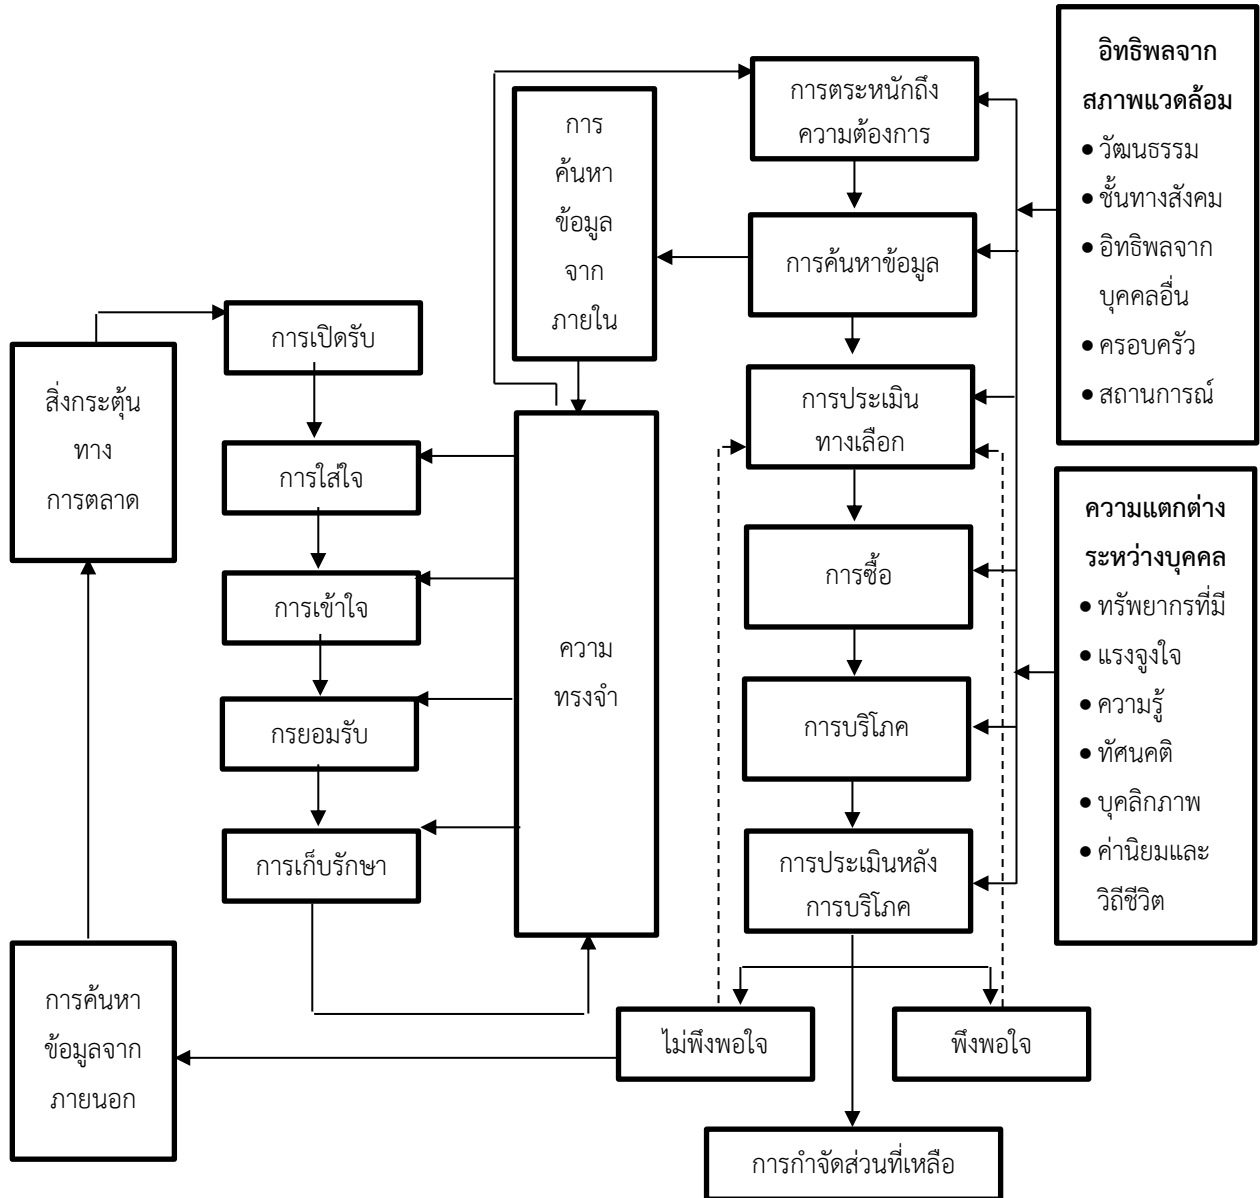 การตระหนักถึง
ความต้องการ
การค้นหาข้อมูล
การประเมิน
ทางเลือก
การซื้อ
การบริโภค
การประเมินหลัง
การบริโภค
ไม่พึงพอใจ
พึงพอใจ
การกำจัดส่วนที่เหลือ
การ
ค้นหา
ข้อมูล
จาก
ภายใน
ความ
ทรงจำ
การเปิดรับ
การใส่ใจ
การเข้าใจ
กรยอมรับ
การเก็บรักษา
สิ่งกระตุ้น
ทาง
การตลาด
การค้นหา
ข้อมูลจาก
ภายนอก
อิทธิพลจาก
สภาพแวดล้อม
• วัฒนธรรม
• ชั้นทางสังคม
• อิทธิพลจาก
บุคคลอื่น
• ครอบครัว
• สถานการณ์
ความแตกต่าง
ระหว่างบุคคล
• ทรัพยากรที่มี
• แรงจูงใจ
• ความรู้
• ทัศนคติ
• บุคลิกภาพ
• ค่านิยมและ
วิถีชีวิต